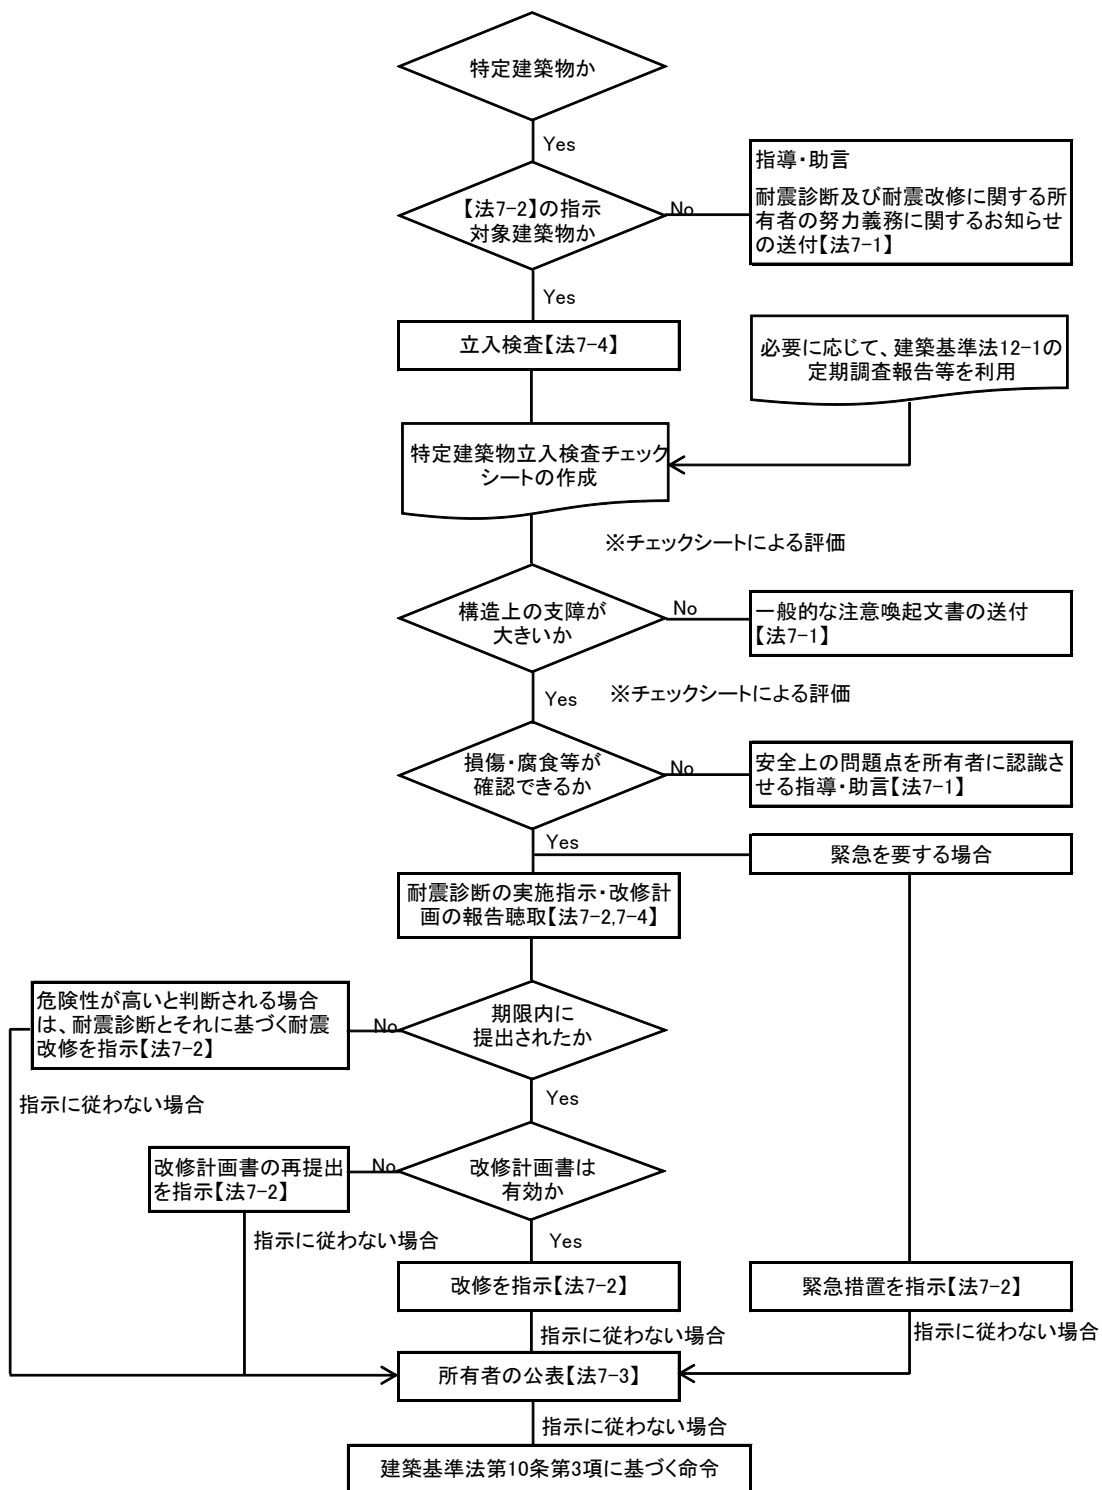 特定建築物か
Yes
【法7-2】の指示
対象建築物か
No
指導・助言
耐震診断及び耐震改修に関する所
有者の努力義務に関するお知らせ
の送付【法7-1】
Yes
立入検査【法7-4】
必要に応じて、建築基準法12-1の
定期調査報告等を利用
特定建築物立入検査チェック
シートの作成
※チェックシートによる評価
構造上の支障が
大きいか
No
一般的な注意喚起文書の送付
【法7-1】
Yes
※チェックシートによる評価
損傷・腐食等が
確認できるか
No
安全上の問題点を所有者に認識さ
せる指導・助言【法7-1】
Yes
緊急を要する場合
耐震診断の実施指示・改修計
画の報告聴取【法7-2,7-4】
危険性が高いと判断される場合
は、耐震診断とそれに基づく耐震
改修を指示【法7-2】
No
期限内に
提出されたか
指示に従わない場合
Yes
改修計画書の再提出
を指示【法7-2】
No
改修計画書は
有効か
指示に従わない場合
Yes
改修を指示【法7-2】
緊急措置を指示【法7-2】
指示に従わない場合
指示に従わない場合
所有者の公表【法7-3】
指示に従わない場合
建築基準法第10条第3項に基づく命令